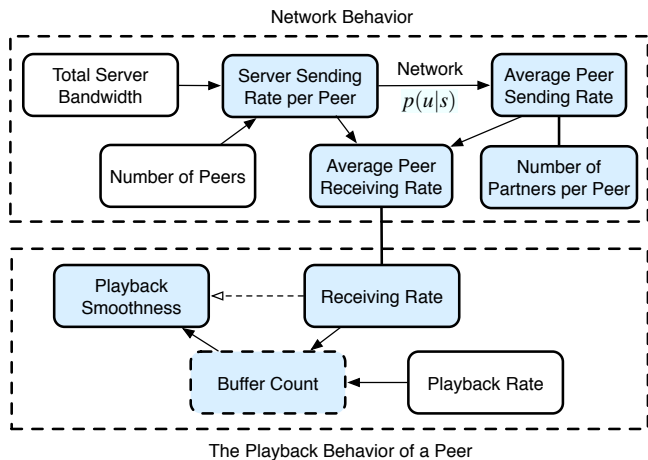 Network Behavior
Total Server
Bandwidth
Server Sending
Rate per Peer
Network
p(u|s)
Average Peer
Sending Rate
Number of Peers
Average Peer
Receiving Rate
Number of
Partners per Peer
Playback
Smoothness
Receiving Rate
Buffer Count
Playback Rate
The Playback Behavior of a Peer